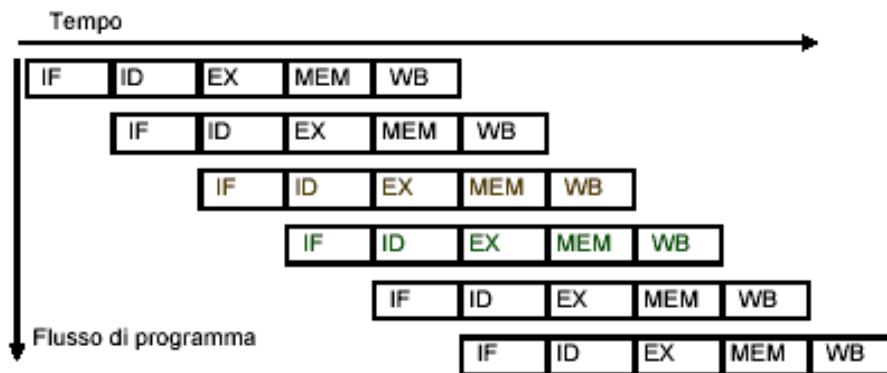 Tempo
IF ID EX MEM WB
IF ID EX MEM WB
IF ID EX MEM WB
IF ID EX MEM WB
IF ID EX MEM WB
Flusso di programma
IF ID EX MEM WB